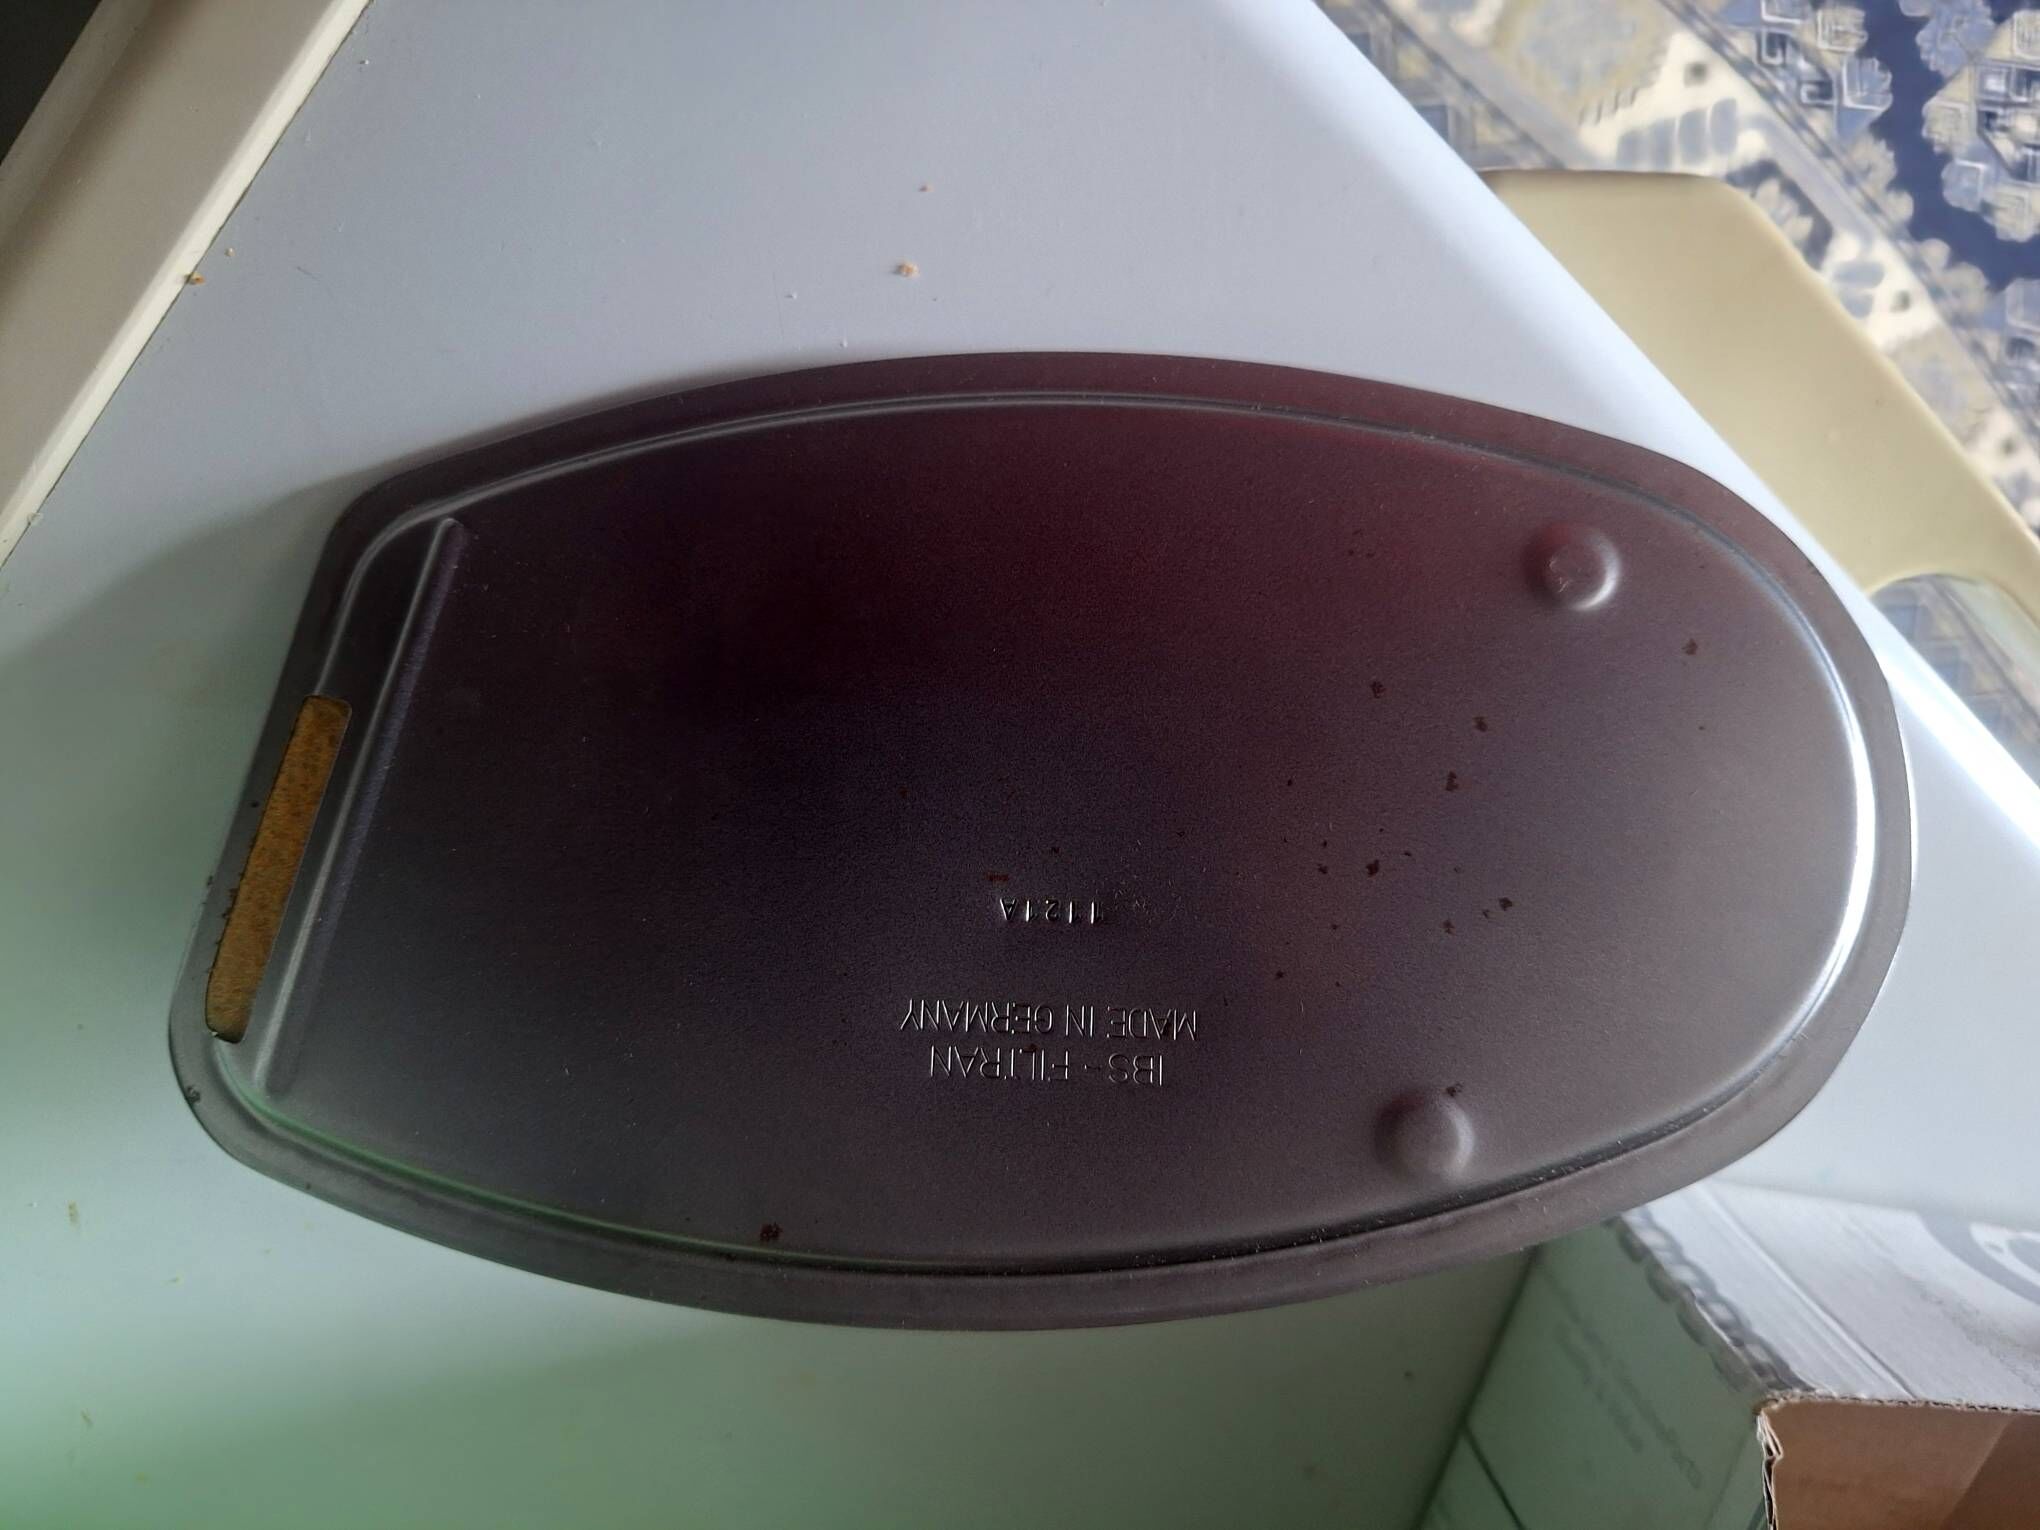 IBS - FILTRAN
MADE IN GERMANY
1121A